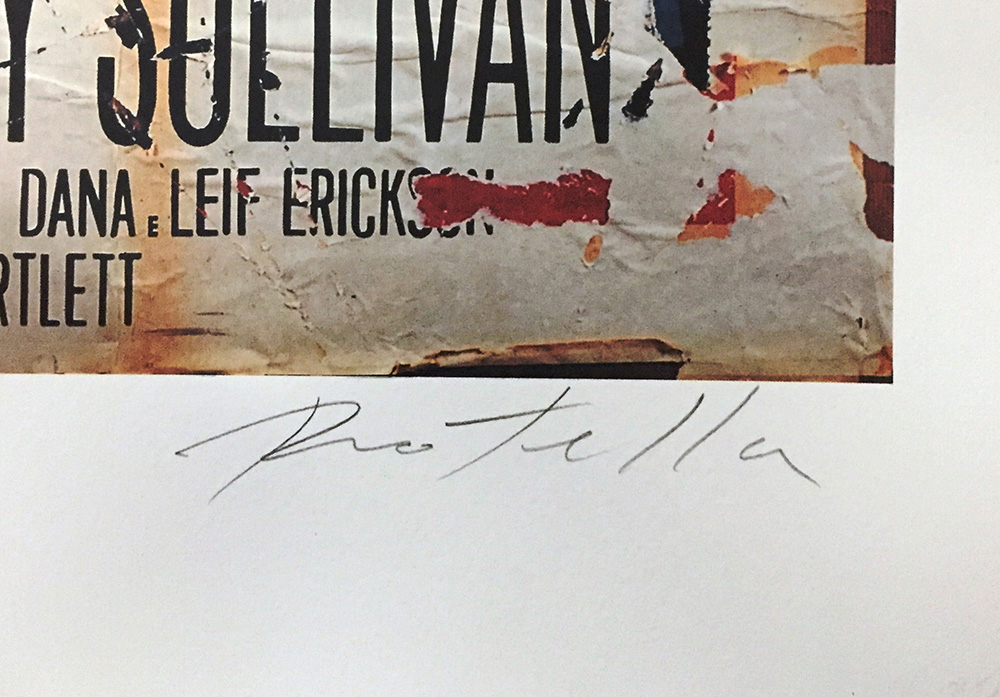 Y SULLIVAN
DANA E LEIF ERICKSON
RTLETT
Rotella